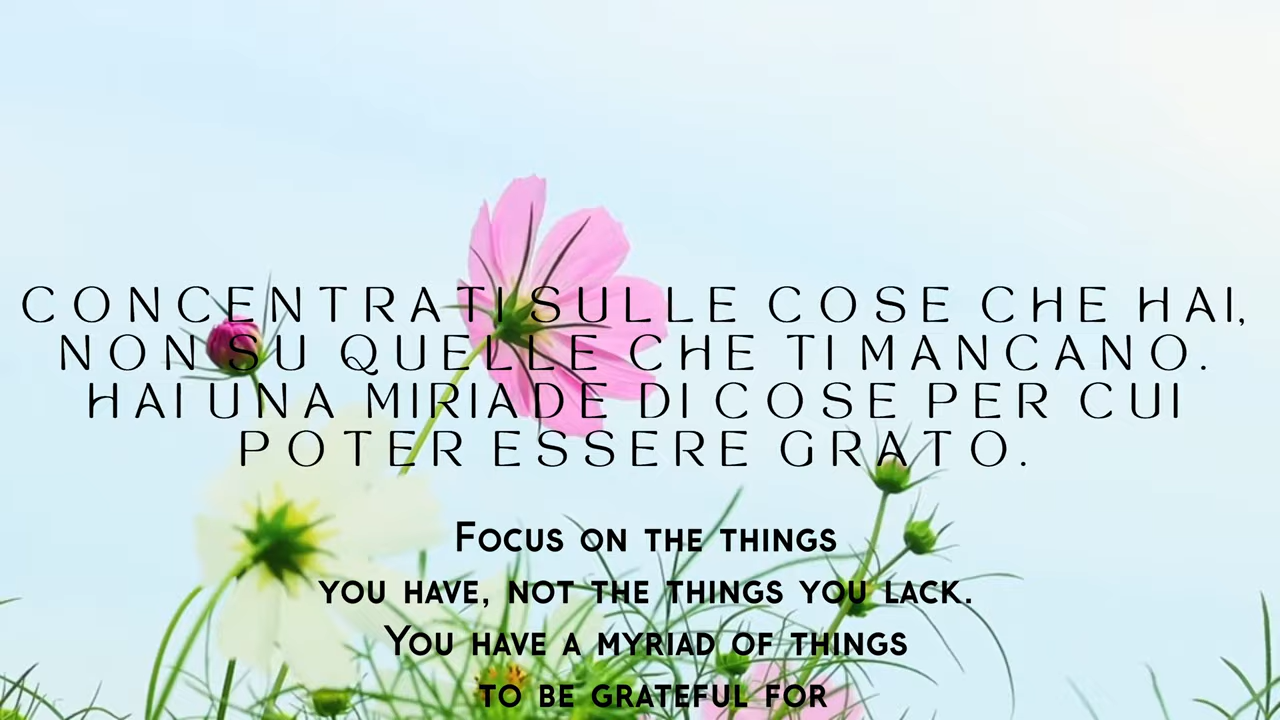 CONCENTRATI SULLE COSE CHE HAI,
NON SU QUELLE CHE TI MANCANO.
HAI UNA MIRIADE DI COSE PER CUI
POTER ESSERE GRATO.
Focus on the things
you have, not the things you lack.
You have a myriad of things
to be grateful for